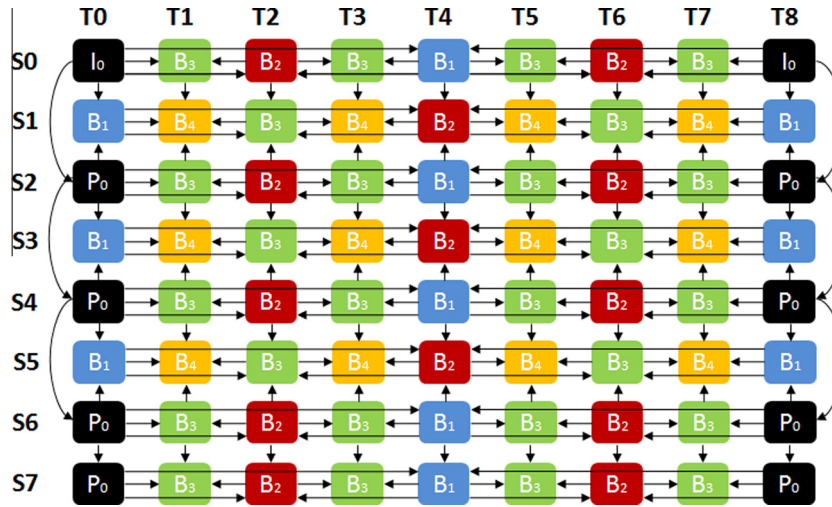 T0 T1 T2 T3 T4 T5 T6 T7 T8
S0 I₀ B₃ B₂ B₃ B₁ B₃ B₂ B₃ I₀
S1 B₁ B₄ B₃ B₄ B₂ B₄ B₃ B₄ B₁
S2 P₀ B₃ B₂ B₃ B₁ B₃ B₂ B₃ P₀
S3 B₁ B₄ B₃ B₄ B₂ B₄ B₃ B₄ B₁
S4 P₀ B₃ B₂ B₃ B₁ B₃ B₂ B₃ P₀
S5 B₁ B₄ B₃ B₄ B₂ B₄ B₃ B₄ B₁
S6 P₀ B₃ B₂ B₃ B₁ B₃ B₂ B₃ P₀
S7 P₀ B₃ B₂ B₃ B₁ B₃ B₂ B₃ P₀